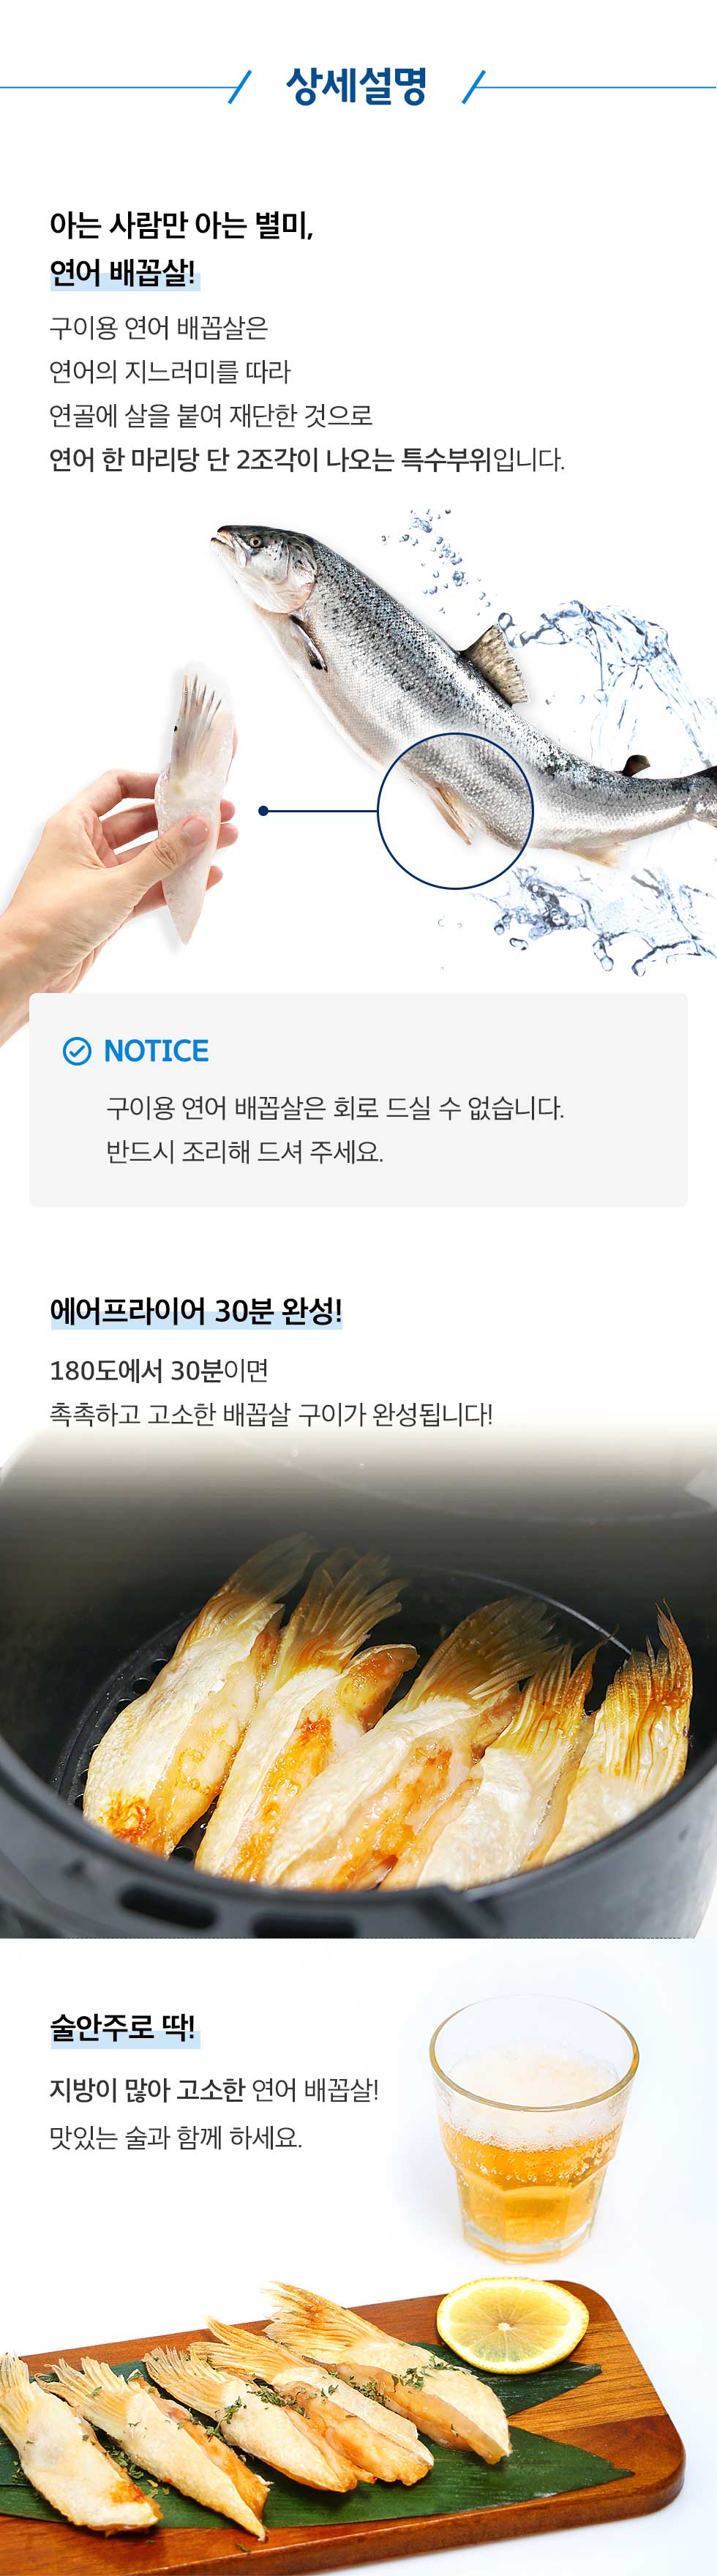 상세설명
아는 사람만 아는 별미,
연어 배꼽살!
구이용 연어 배꼽살은
연어의 지느러미를 따라
연골에 살을 붙여 재단한 것으로
연어 한 마리당 단 2조각이 나오는 특수부위입니다.
NOTICE
구이용 연어 배꼽살은 회로 드실 수 없습니다.
반드시 조리해 드셔 주세요.
에어프라이어 30분 완성!
180도에서 30분이면
촉촉하고 고소한 배꼽살 구이가 완성됩니다!
술안주로 딱!
지방이 많아 고소한 연어 배꼽살!
맛있는 술과 함께 하세요.